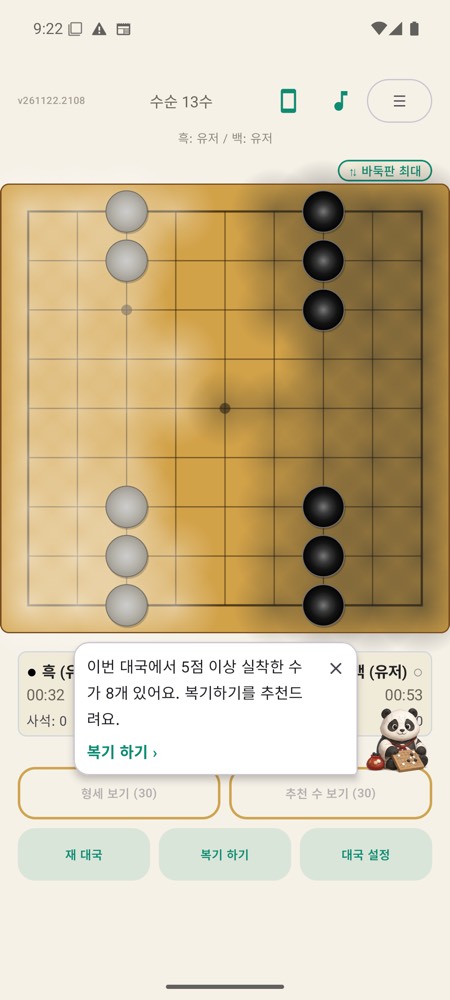 9:22
v261122.2108
수순 13수
흑: 유저 / 백: 유저
↑↓ 바둑판 최대
이번 대국에서 5점 이상 실착한 수
가 8개 있어요. 복기하기를 추천드
려요.
복기 하기 ›
● 흑 (유
백 (유저) ○
00:32
00:53
사석: 0
0
형세 보기 (30)
추천 수 보기 (30)
재 대국
복기 하기
대국 설정